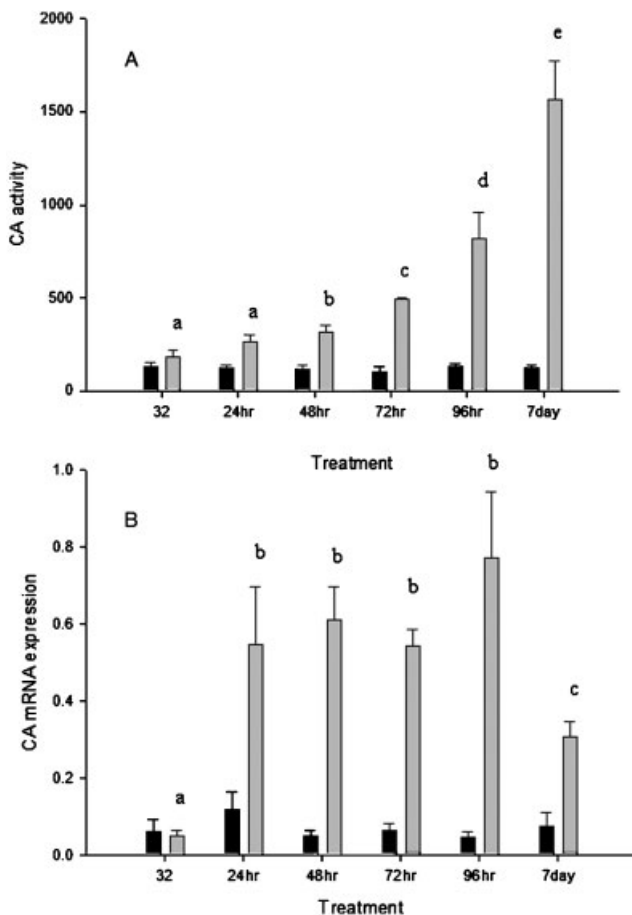 2000
A
e
1500
d
1000
CA activity
c
500
b
a
a
0
32 24hr 48hr 72hr 96hr 7day
Treatment
1.0
b
B
0.8
b
b
b
0.6
CA mRNA expression
c
0.4
0.2
a
0.0
32 24hr 48hr 72hr 96hr 7day
Treatment